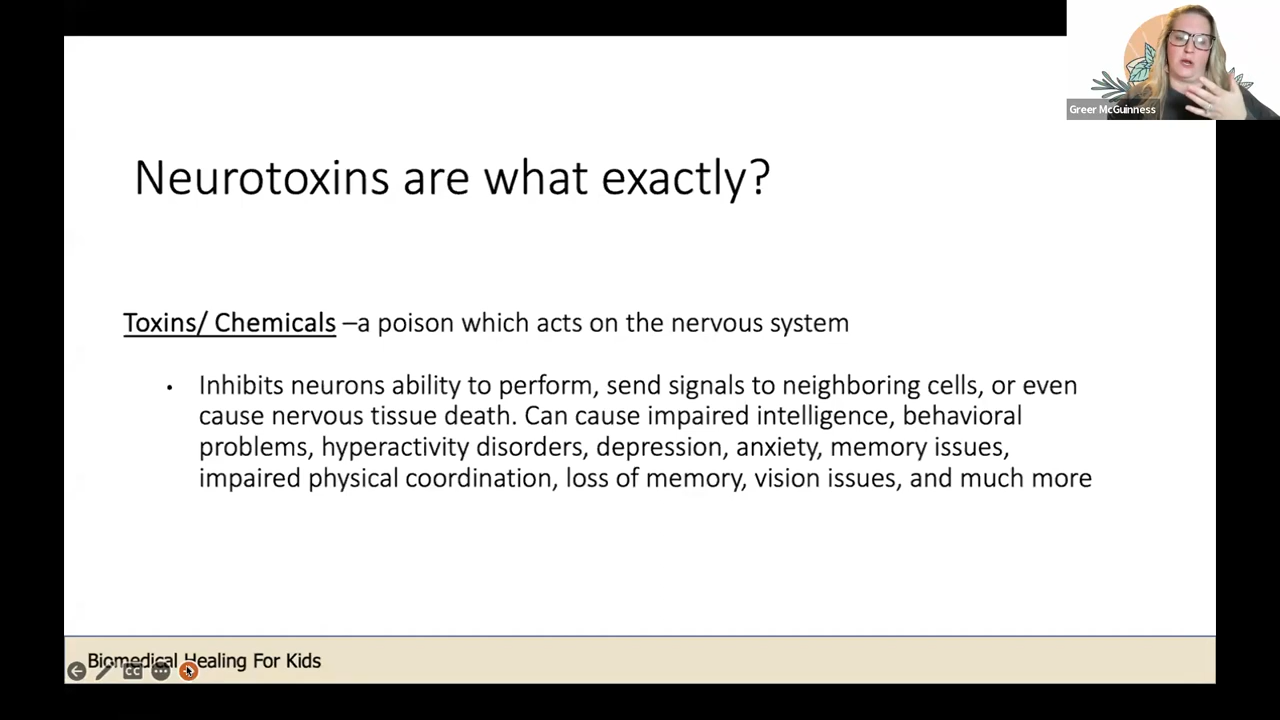 Greer McGuinness
Neurotoxins are what exactly?
Toxins/ Chemicals –a poison which acts on the nervous system
• Inhibits neurons ability to perform, send signals to neighboring cells, or even
cause nervous tissue death. Can cause impaired intelligence, behavioral
problems, hyperactivity disorders, depression, anxiety, memory issues,
impaired physical coordination, loss of memory, vision issues, and much more
Biomedical Healing For Kids
CC